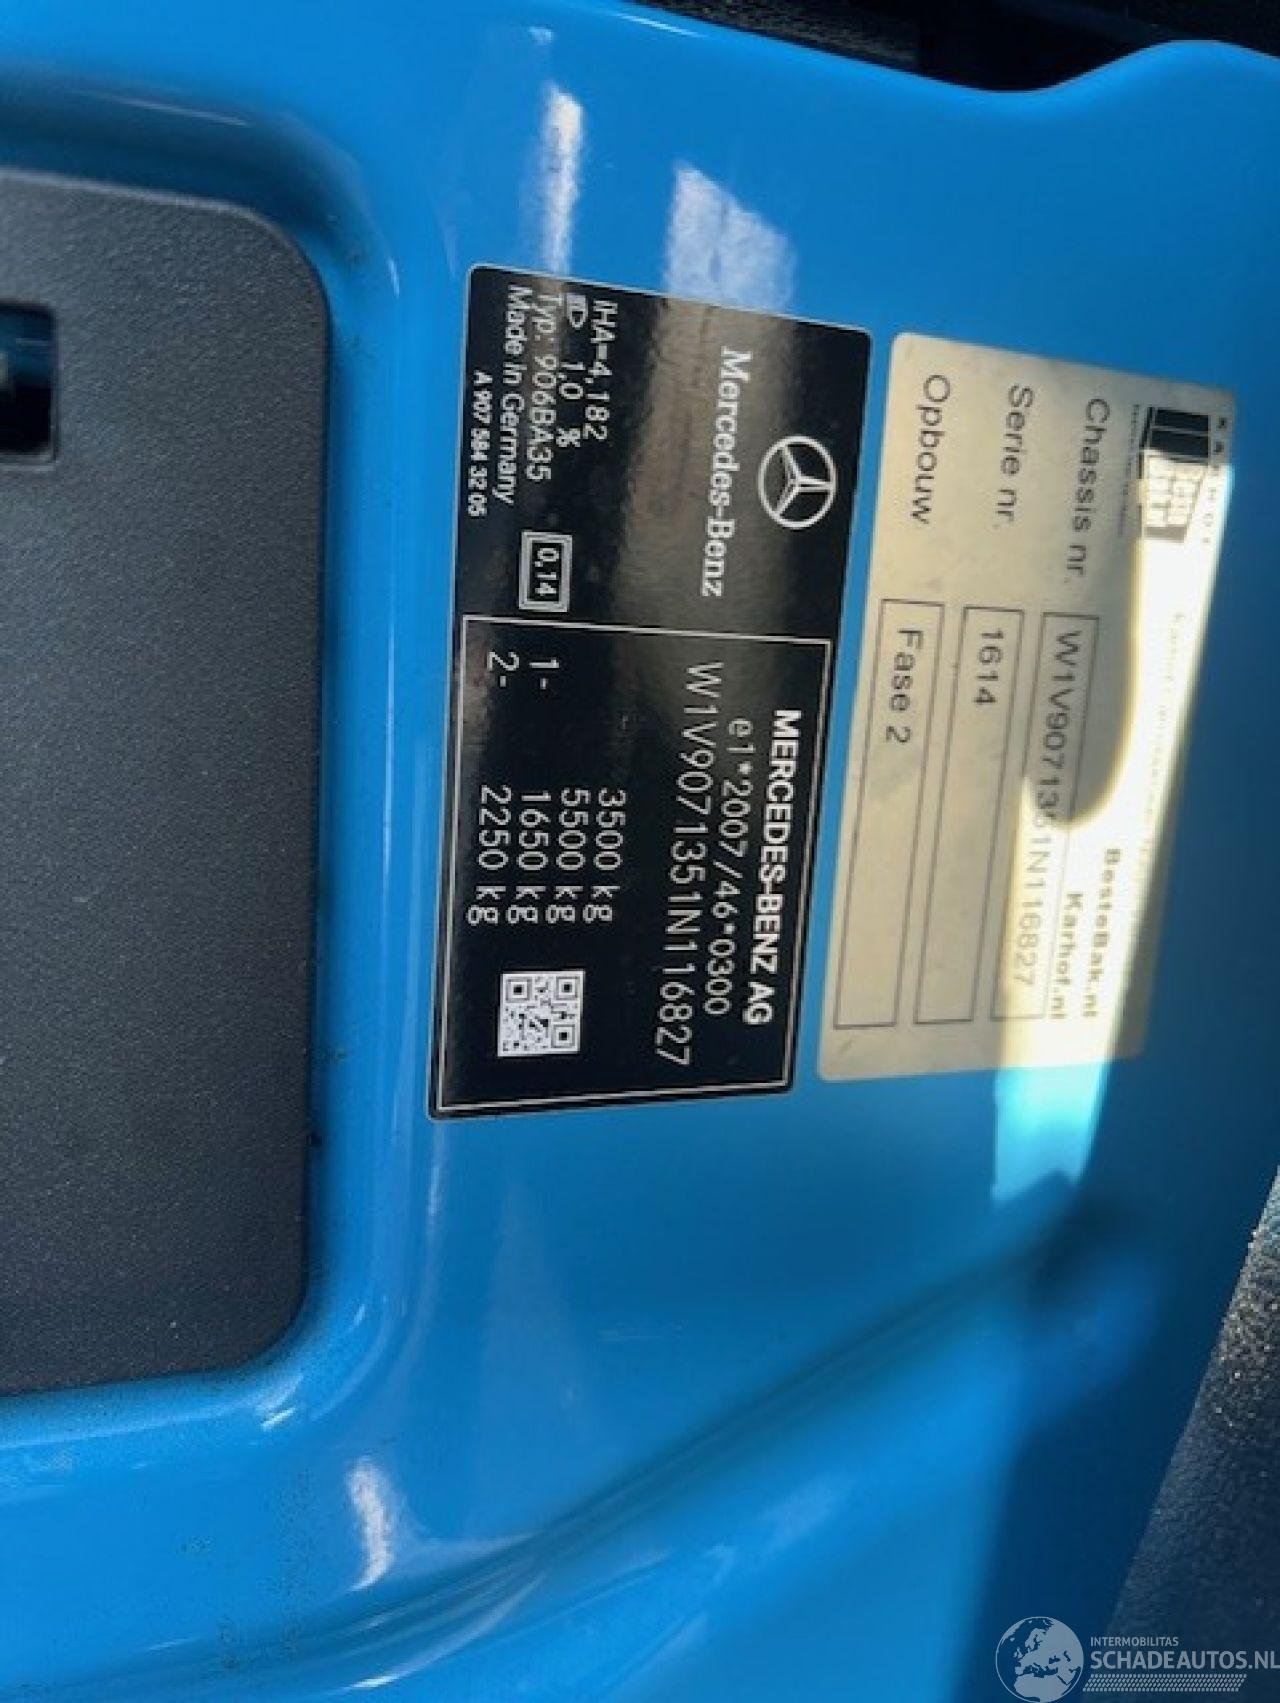 KARHOF
Chassis nr.
W1V9071351N116827
Serie nr.
1614
Opbouw
Fase 2
BesteBak.nl
Karhof.nl
Mercedes-Benz
IHA=4,182
1,0 %
Typ: 906BA35
Made in Germany
A 907 584 32 05
0,14
MERCEDES-BENZ AG
e1*2007/46*0300
W1V9071351N116827
3500 kg
5500 kg
1- 1650 kg
2- 2250 kg
INTERMOBILITAS
SCHADEAUTOS.NL